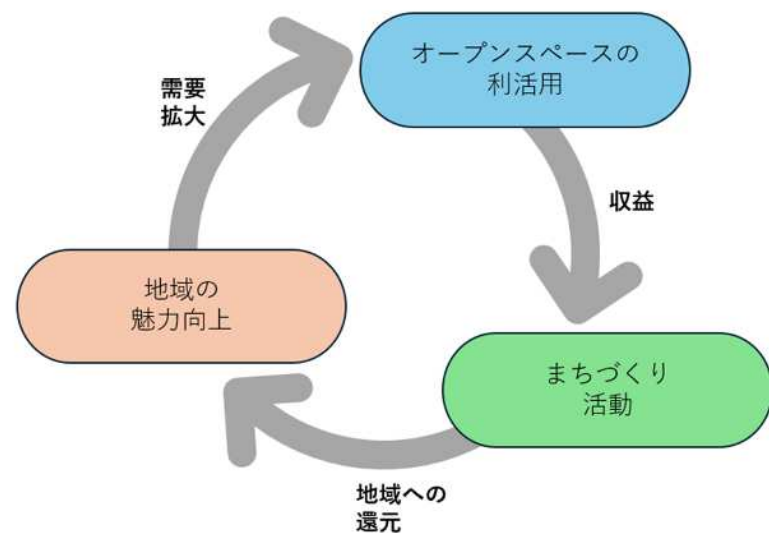 オープンスペースの
利活用
需要
拡大
収益
地域の
魅力向上
まちづくり
活動
地域への
還元